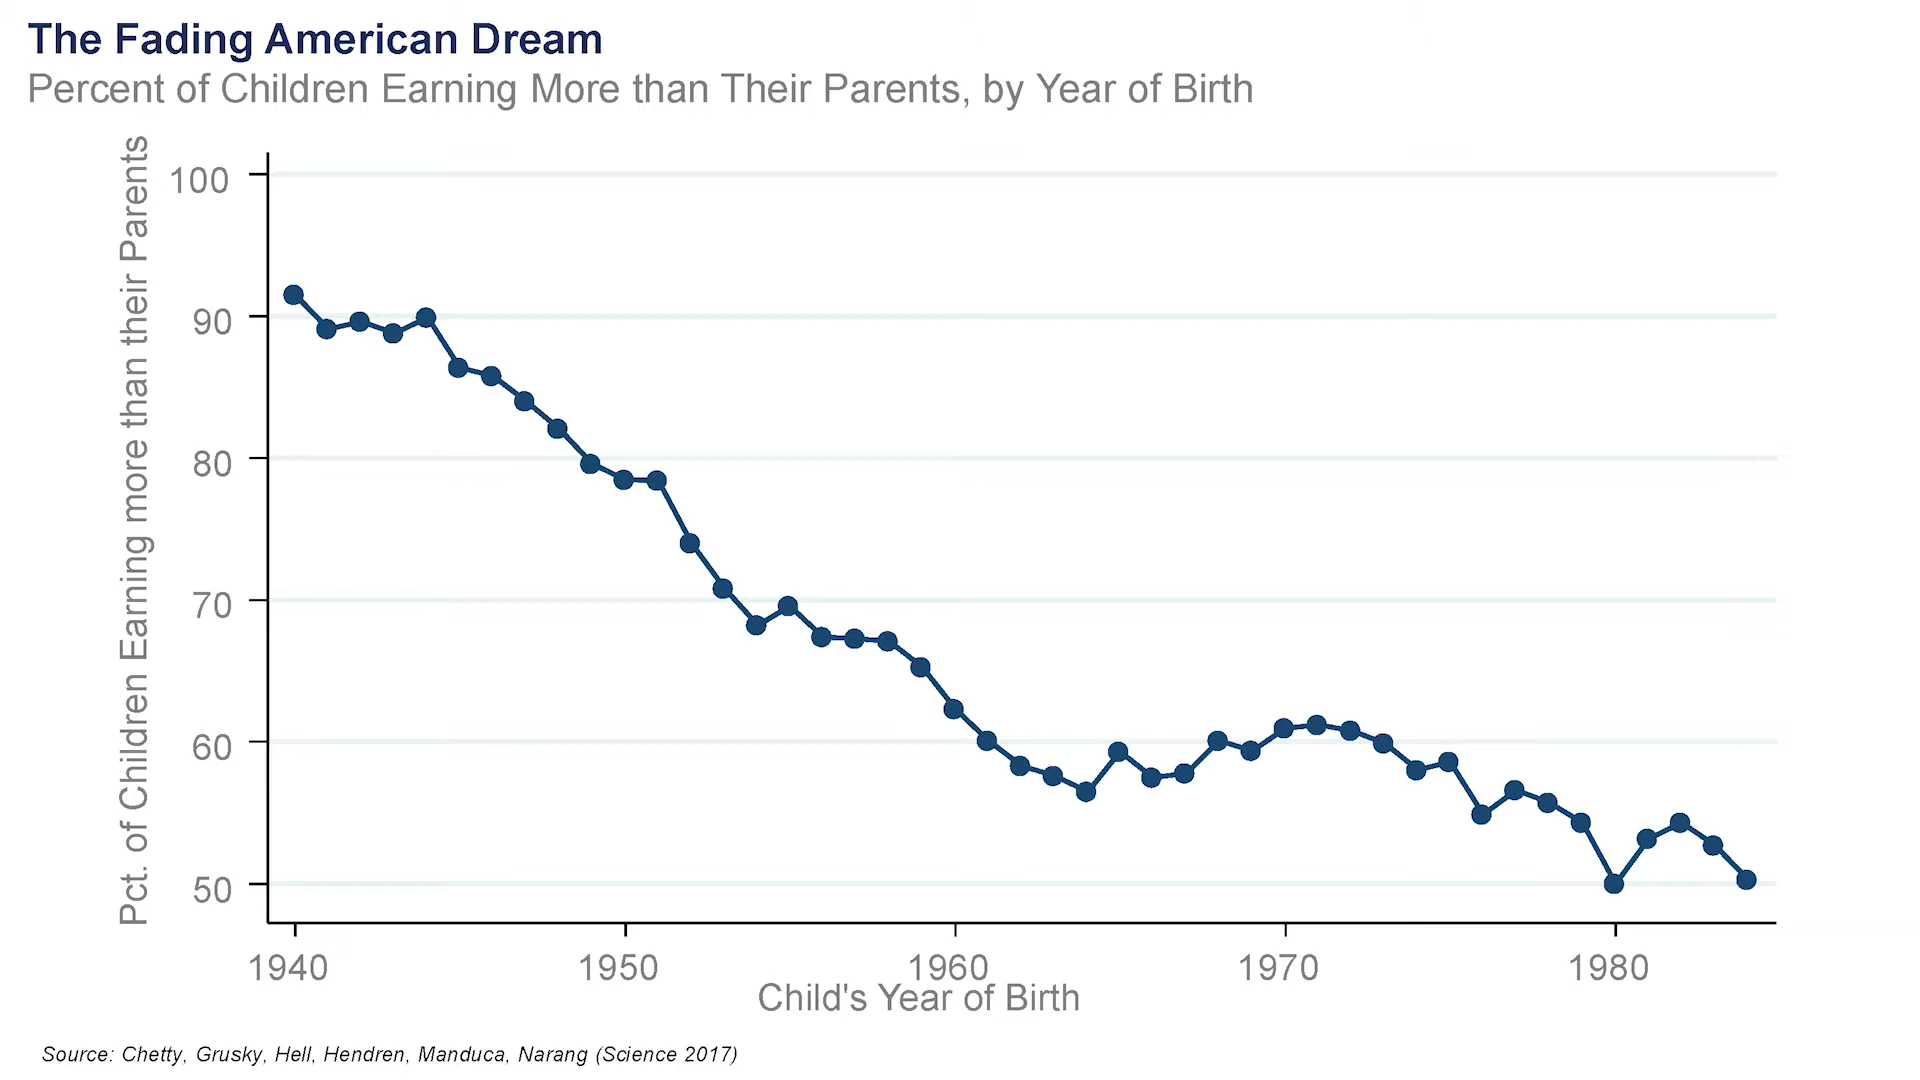 The Fading American Dream
Percent of Children Earning More than Their Parents, by Year of Birth
Pct. of Children Earning more than their Parents
100
90
80
70
60
50
1940 1950 1960 1970 1980
Child's Year of Birth
Source: Chetty, Grusky, Hell, Hendren, Manduca, Narang (Science 2017)